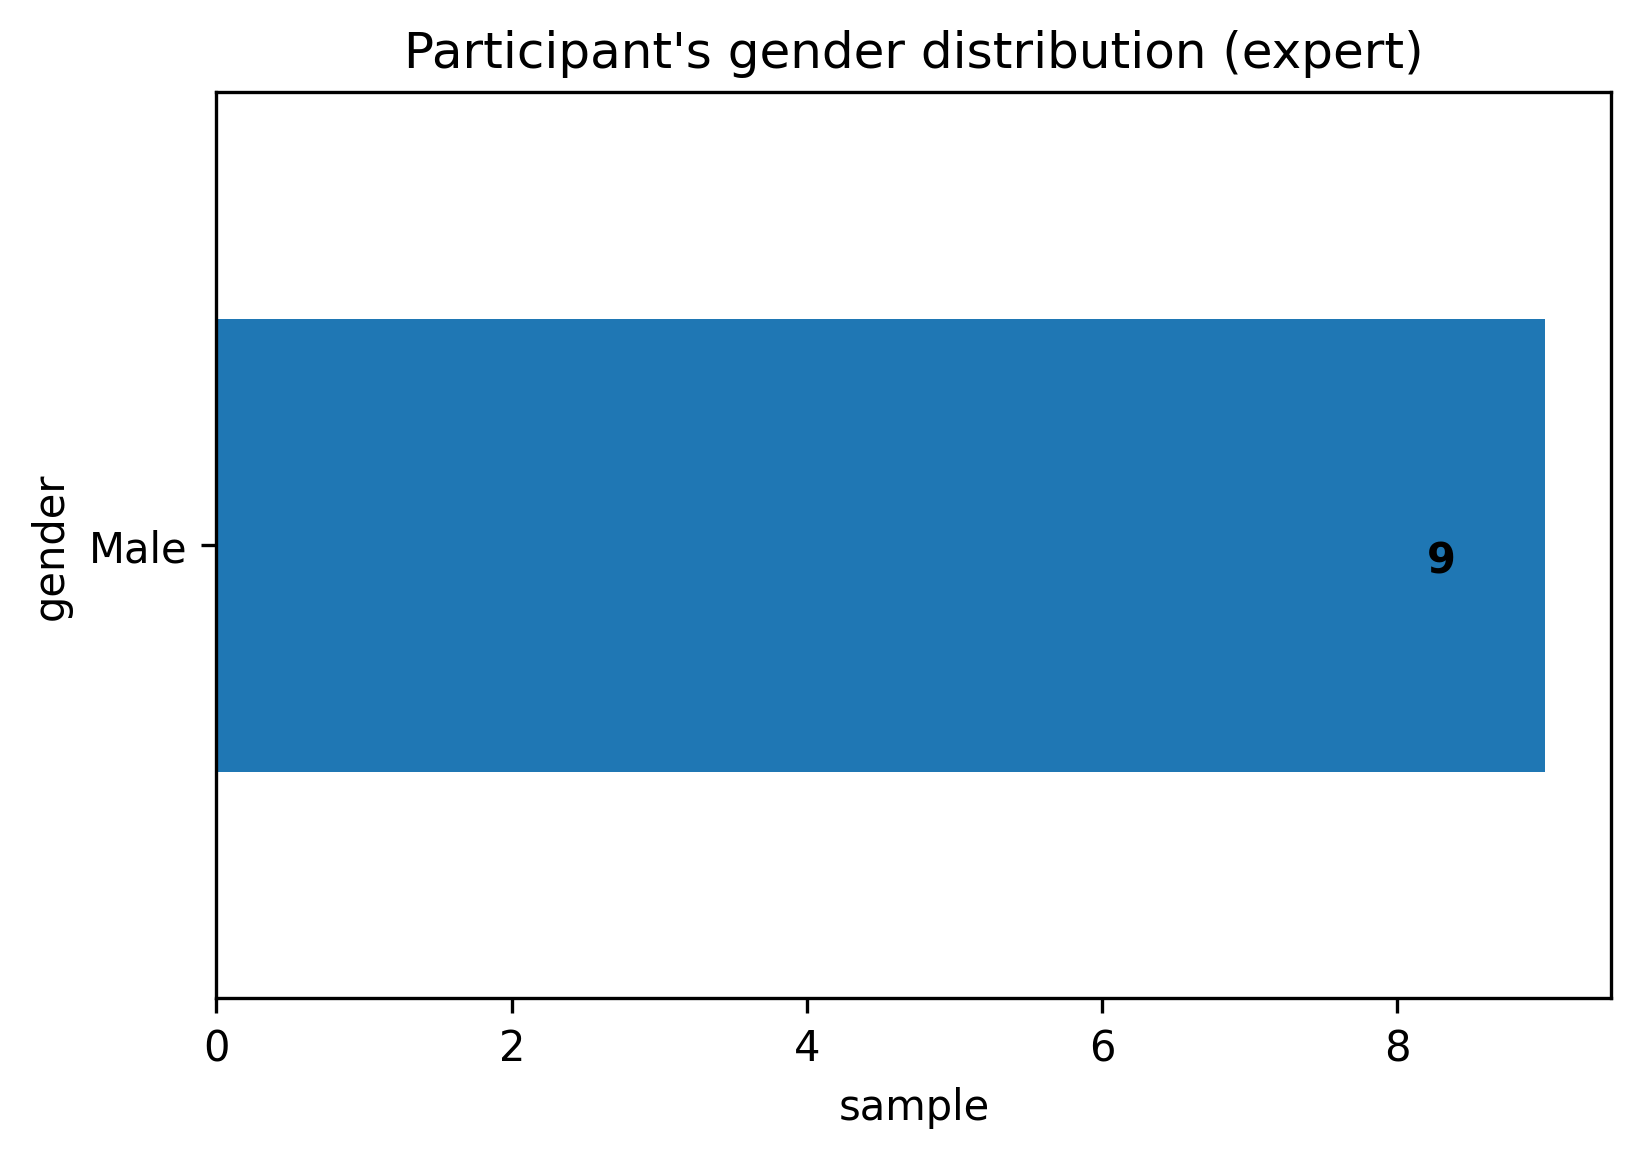 Participant's gender distribution (expert)
gender
Male
9
0 2 4 6 8
sample